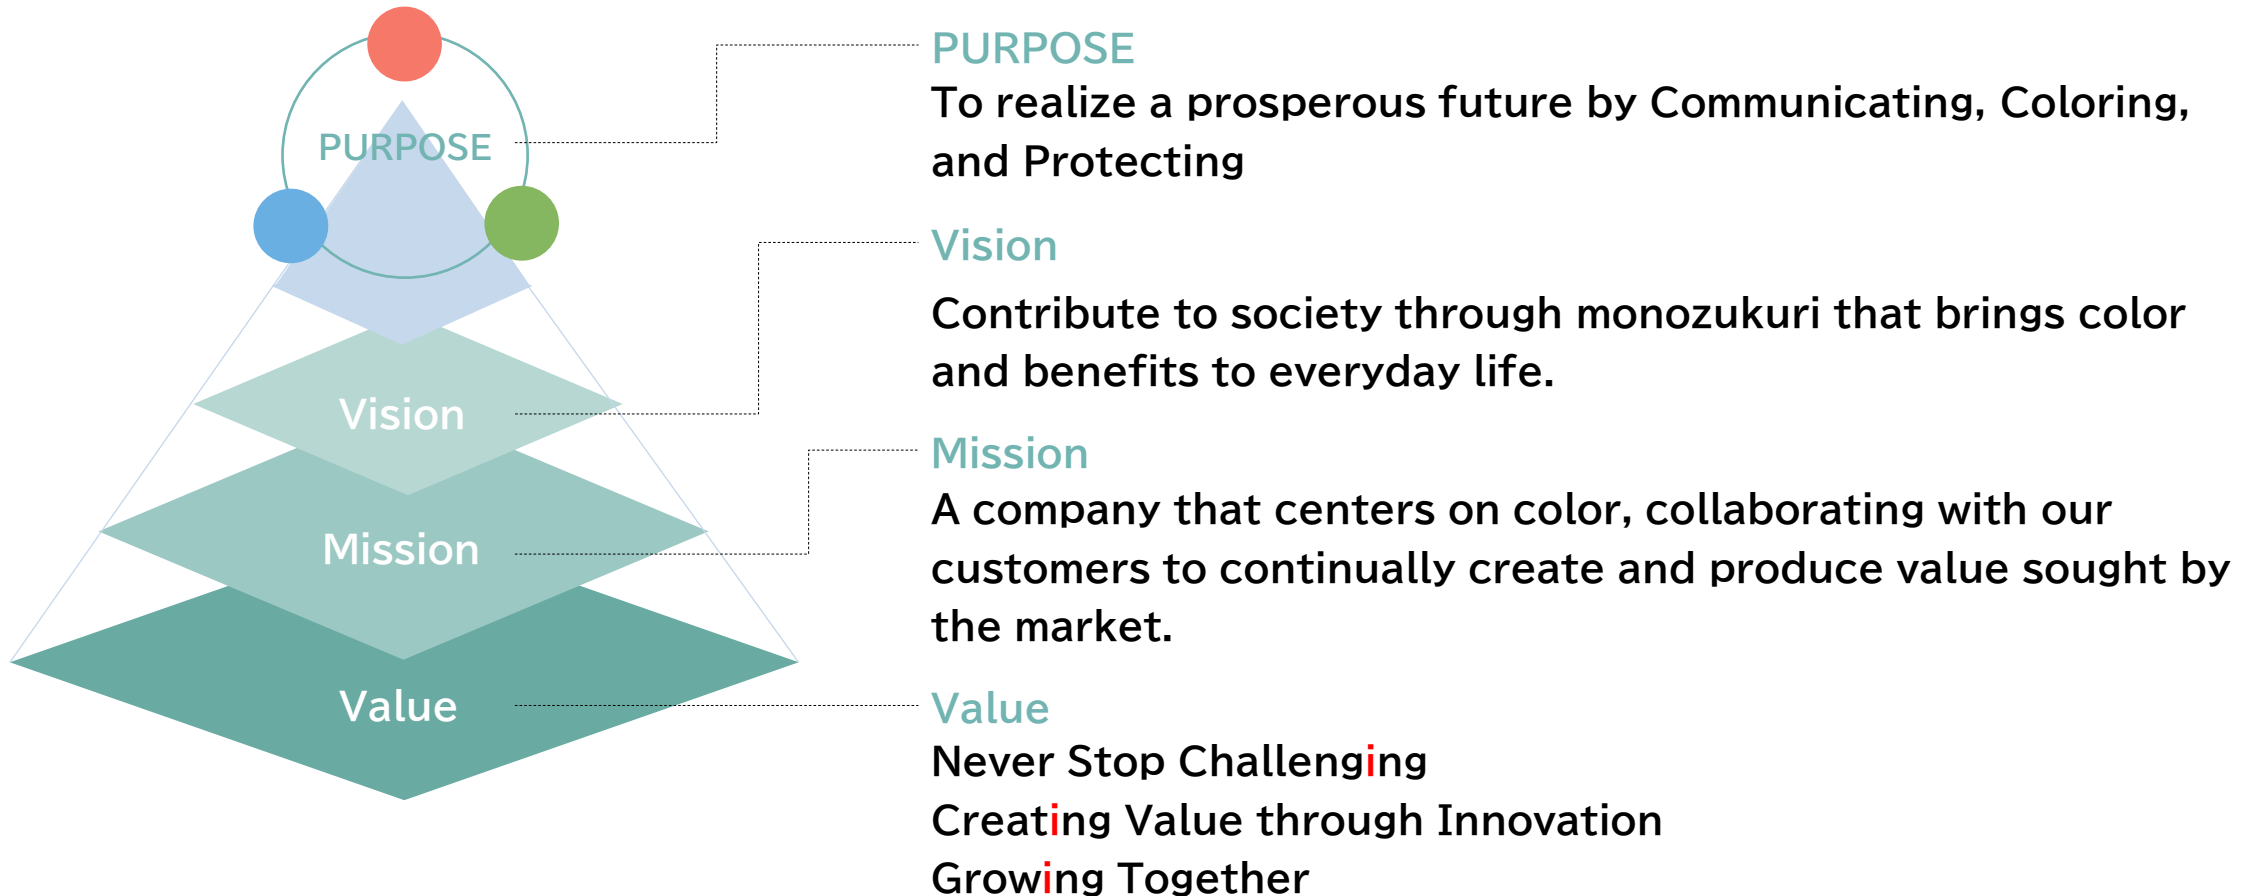 PURPOSE
Vision
Mission
Value
PURPOSE
To realize a prosperous future by Communicating, Coloring,
and Protecting
Vision
Contribute to society through monozukuri that brings color
and benefits to everyday life.
Mission
A company that centers on color, collaborating with our
customers to continually create and produce value sought by
the market.
Value
Never Stop Challenging
Creating Value through Innovation
Growing Together